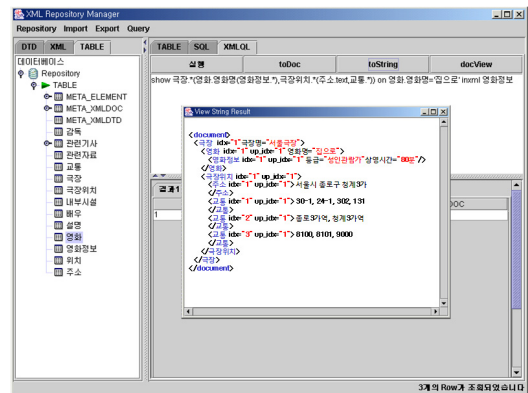 XML Repository Manager
Repository Import Export Query
DTD XML TABLE
TABLE SQL XMLQL
데이터베이스
Repository
TABLE
META_ELEMENT
META_XMLDOC
META_XMLDTD
감독
관련기사
관련자료
교통
극장
극장위치
내부시설
배우
설명
영화
영화정보
위치
주소
실행 toDoc toString docView
show 극장.*(영화.영화명(영화정보.*),극장위치.*(주소.text,교통.*)) on 영화.영화명='집으로' inxml 영화정보
View String Result
<document>
<극장 idx="1" 극장명="서울극장">
<영화 idx="1" up_idx="1" 영화명="집으로">
<영화정보 idx="1" up_idx="1" 등급="성인관람가" 상영시간="80분"/>
</영화>
<극장위치 idx="1" up_idx="1">
<주소 idx="1" up_idx="1"> 서울시 종로구 청계3가
</주소>
<교통 idx="1" up_idx="1"> 30-1, 24-1, 302, 131
</교통>
<교통 idx="2" up_idx="1"> 종로3가역, 청계3가역
</교통>
<교통 idx="3" up_idx="1"> 8100, 8101, 9000
</교통>
</극장위치>
</극장>
</document>
결과1
DOC
1
3개의 Row가 조회되었습니다